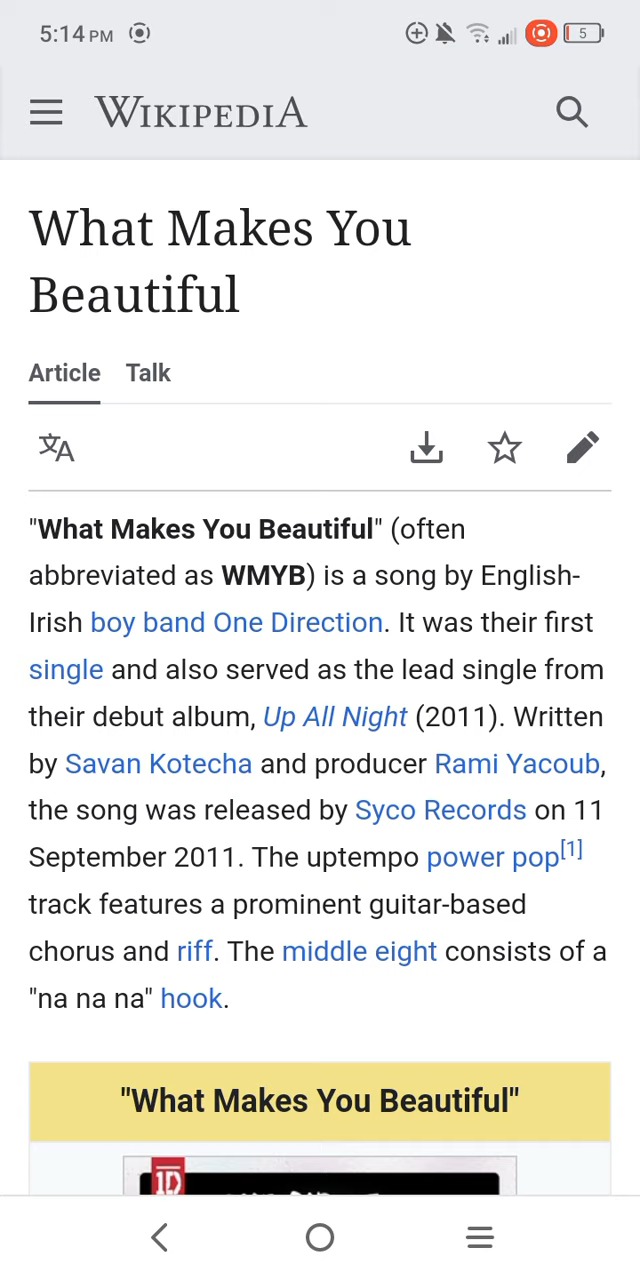 5:14 PM
5
WIKIPEDIA
What Makes You
Beautiful
Article Talk
"What Makes You Beautiful" (often
abbreviated as WMYB) is a song by English-
Irish boy band One Direction. It was their first
single and also served as the lead single from
their debut album, Up All Night (2011). Written
by Savan Kotecha and producer Rami Yacoub,
the song was released by Syco Records on 11
September 2011. The uptempo power pop[1]
track features a prominent guitar-based
chorus and riff. The middle eight consists of a
"na na na" hook.
"What Makes You Beautiful"
1D